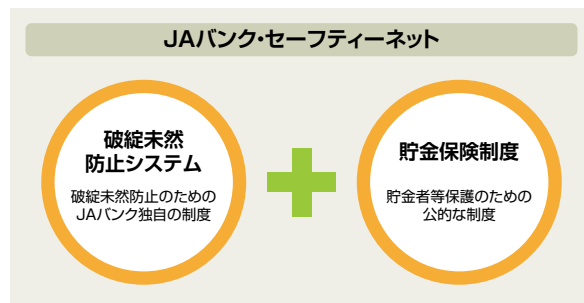 JAバンク・セーフティーネット
破綻未然
防止システム
破綻未然防止のための
JAバンク独自の制度
貯金保険制度
貯金者等保護のための
公的な制度